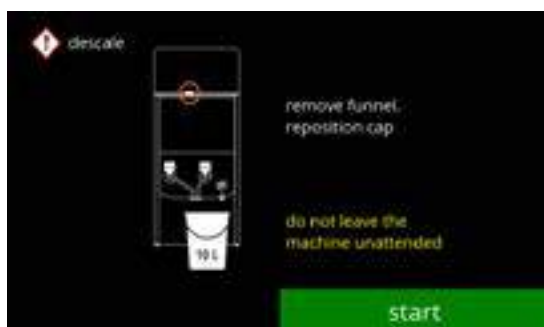 descale
remove funnel.
reposition cap
do not leave the
machine unattended
10 L
start